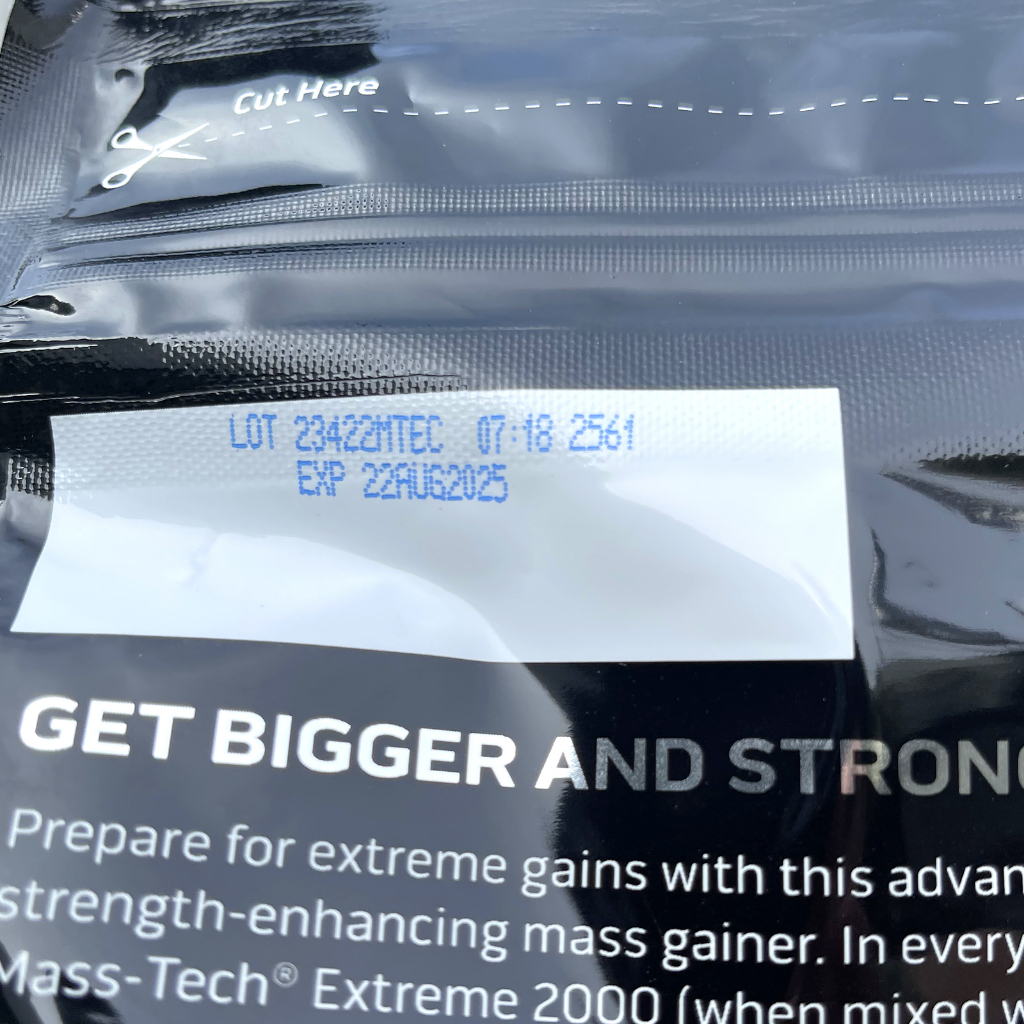 Cut Here
LOT 23422MTEC 07:18 2561
EXP 22AUG2025
GET BIGGER AND STRONG
Prepare for extreme gains with this advan
strength-enhancing mass gainer. In every
Mass-Tech® Extreme 2000 (when mixed w